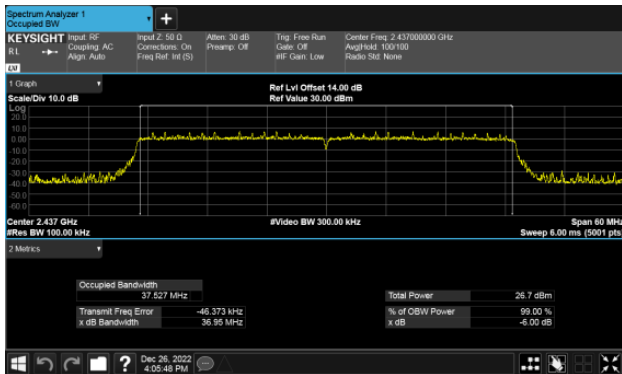 Spectrum Analyzer 1
Occupied BW
KEYSIGHT
Input: RF
Coupling: AC
Align: Auto
Input Z: 50 Ω
Corrections: On
Freq Ref: Int (S)
Atten: 30 dB
Preamp: Off
Trig: Free Run
Gate: Off
#IF Gain: Low
Center Freq: 2.437000000 GHz
Avg|Hold: 100/100
Radio Std: None
R L
LXI
1 Graph
Scale/Div 10.0 dB
Ref Lvl Offset 14.00 dB
Ref Value 30.00 dBm
Log
20.0
10.0
0.00
-10.0
-20.0
-30.0
-40.0
-50.0
-60.0
Center 2.437 GHz
#Res BW 100.00 kHz
#Video BW 300.00 kHz
Span 60 MHz
Sweep 6.00 ms (5001 pts
2 Metrics
Occupied Bandwidth
37.527 MHz
Total Power 26.7 dBm
Transmit Freq Error -46.373 kHz
% of OBW Power 99.00 %
x dB Bandwidth 36.95 MHz
x dB -6.00 dB
?
Dec 26, 2022
4:05:48 PM